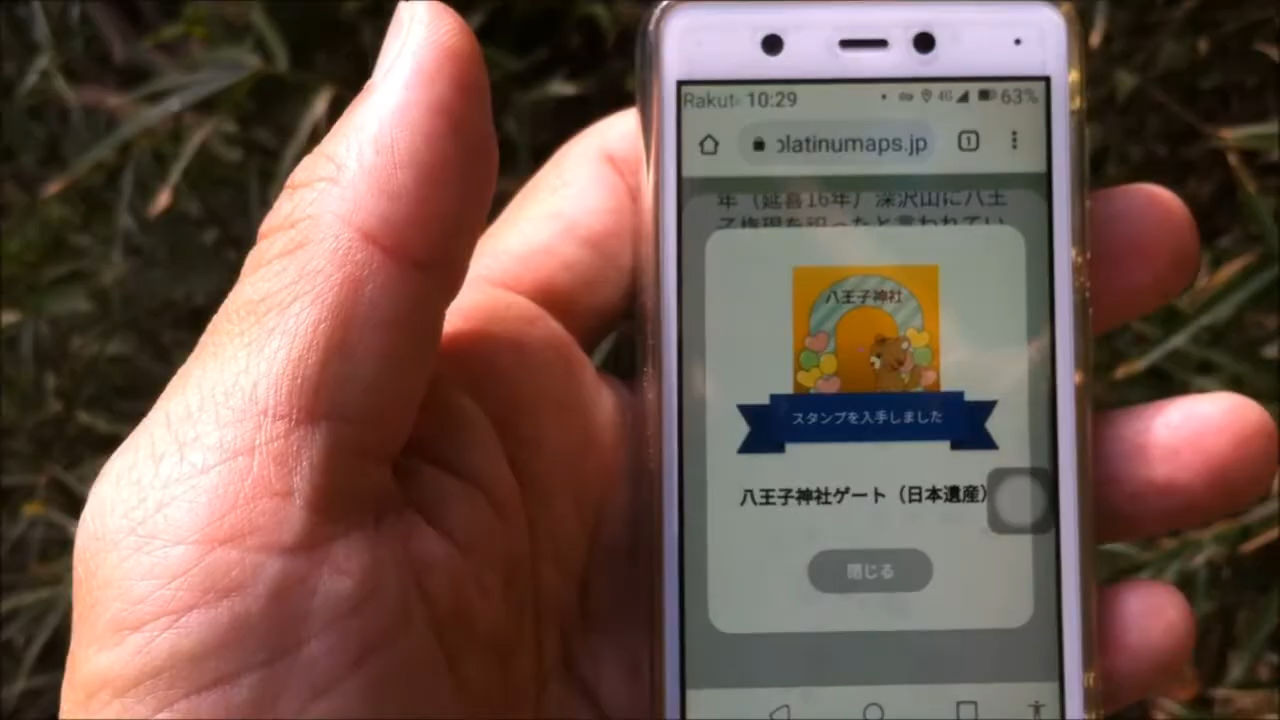 Rakut 10:29 4G 63%
platinumaps.jp 1
年（延喜16年）深沢山に八王
子権現を祀ったと言われてい
八王子神社
スタンプを入手しました
八王子神社ゲート（日本遺産）
閉じる